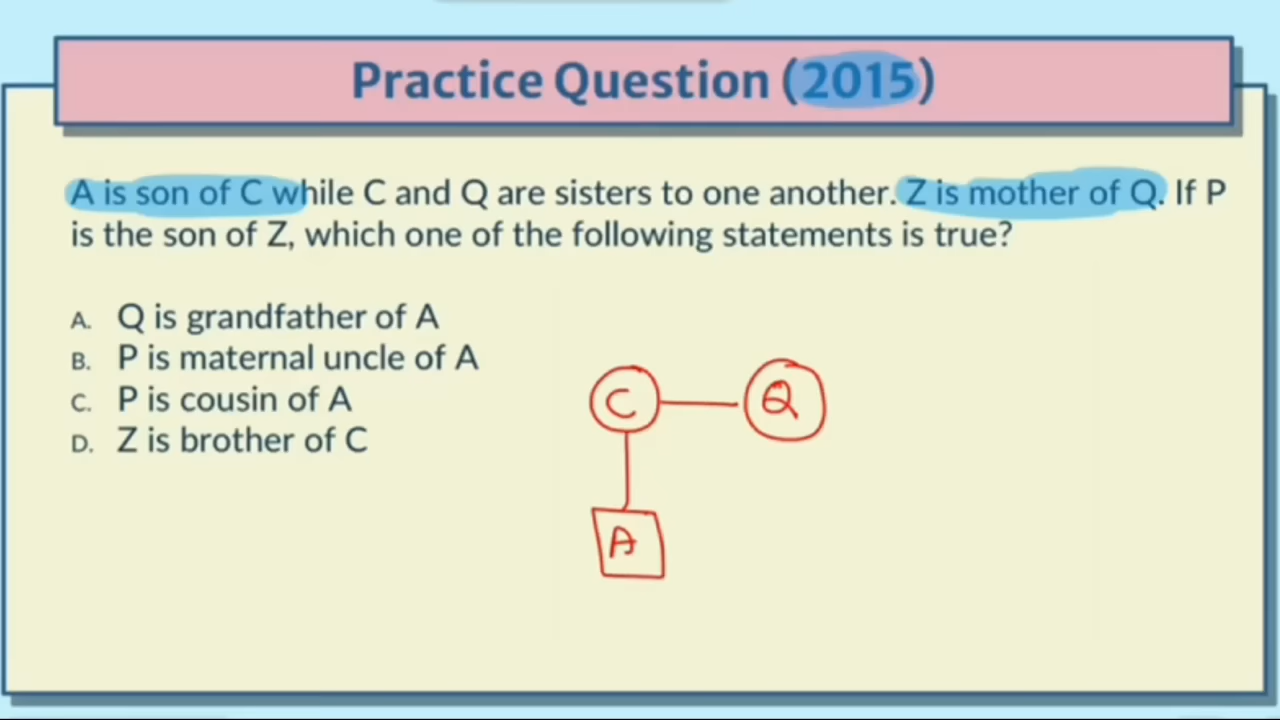 Practice Question (2015)
A is son of C while C and Q are sisters to one another. Z is mother of Q. If P
is the son of Z, which one of the following statements is true?
A. Q is grandfather of A
B. P is maternal uncle of A
C. P is cousin of A
D. Z is brother of C
C Q
A